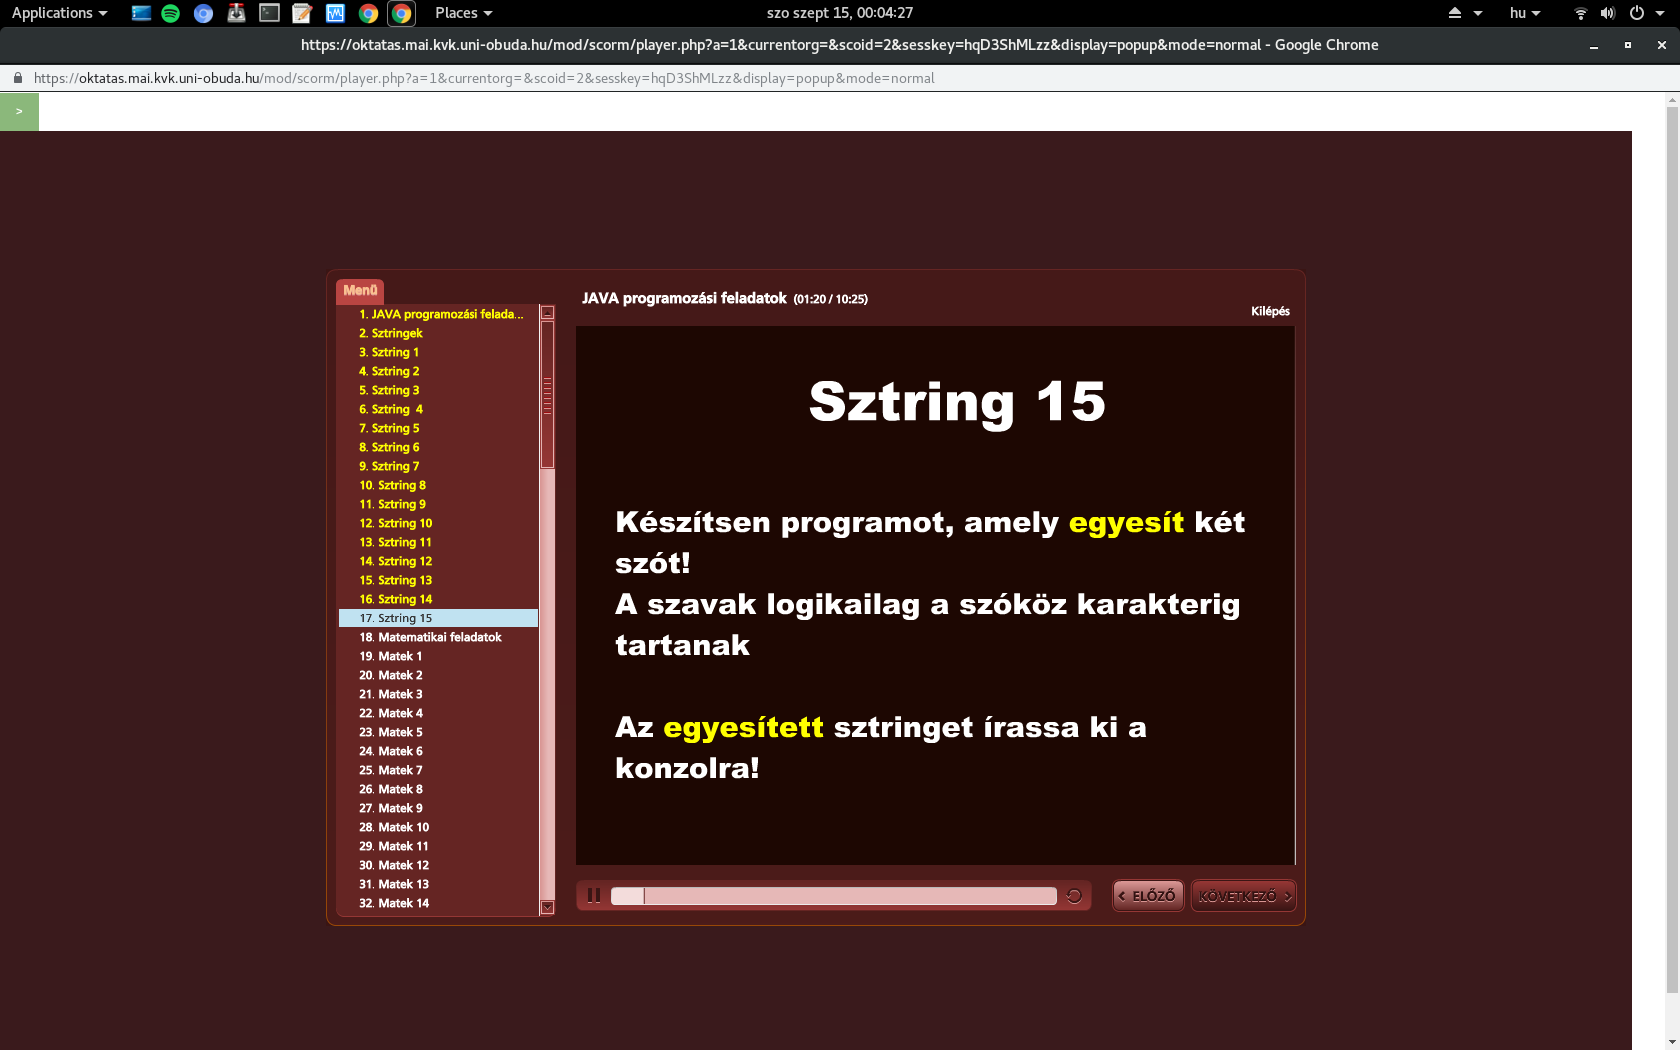 Applications
Places
szo szept 15, 00:04:27
hu
https://oktatas.mai.kvk.uni-obuda.hu/mod/scorm/player.php?a=1&currentorg=&scoid=2&sesskey=hqD3ShMLzz&display=popup&mode=normal - Google Chrome
https://oktatas.mai.kvk.uni-obuda.hu/mod/scorm/player.php?a=1&currentorg=&scoid=2&sesskey=hqD3ShMLzz&display=popup&mode=normal
>
Menü
1. JAVA programozási felada...
2. Sztringek
3. Sztring 1
4. Sztring 2
5. Sztring 3
6. Sztring 4
7. Sztring 5
8. Sztring 6
9. Sztring 7
10. Sztring 8
11. Sztring 9
12. Sztring 10
13. Sztring 11
14. Sztring 12
15. Sztring 13
16. Sztring 14
17. Sztring 15
18. Matematikai feladatok
19. Matek 1
20. Matek 2
21. Matek 3
22. Matek 4
23. Matek 5
24. Matek 6
25. Matek 7
26. Matek 8
27. Matek 9
28. Matek 10
29. Matek 11
30. Matek 12
31. Matek 13
32. Matek 14
JAVA programozási feladatok (01:20 / 10:25)
Kilépés
Sztring 15
Készítsen programot, amely egyesít két
szót!
A szavak logikailag a szóköz karakterig
tartanak
Az egyesített sztringet írassa ki a
konzolra!
< ELŐZŐ
KÖVETKEZŐ >